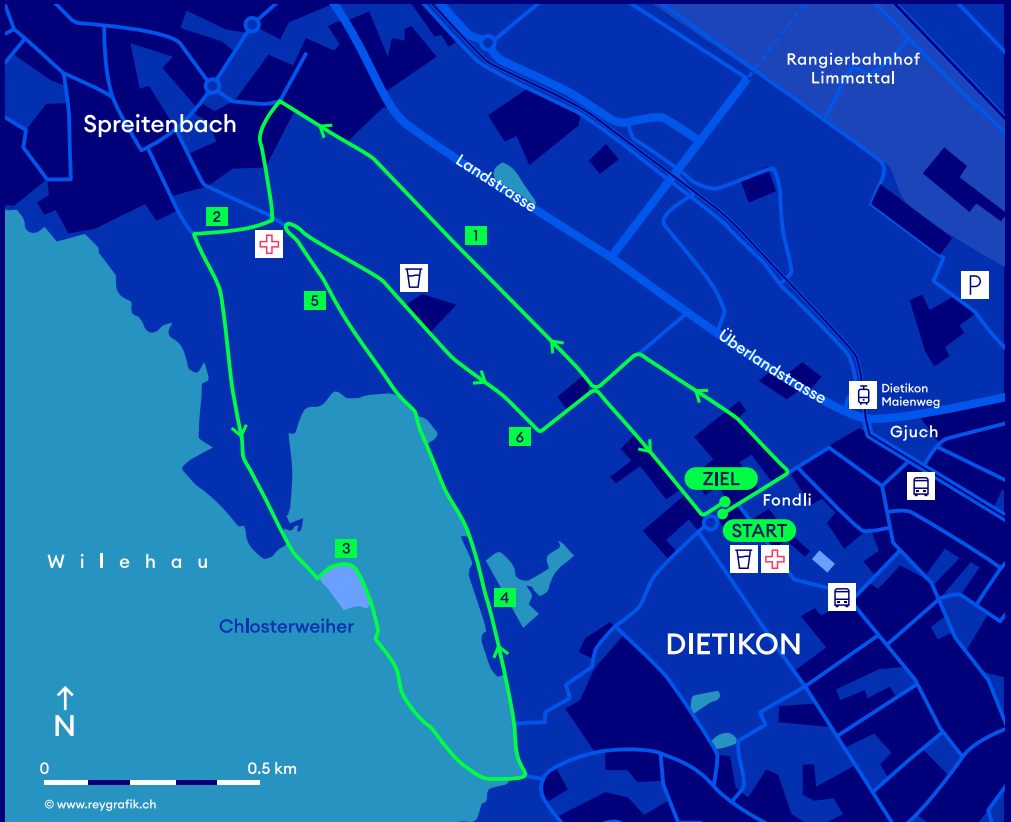 Rangierbahnhof
Limmattal
Spreitenbach
Landstrasse
2
1
P
5
Überlandstrasse
Dietikon
Maienweg
Gjuch
6
ZIEL
Fondli
START
3
Wilehau
4
Chlosterweiher
DIETIKON
N
0 0.5 km
© www.reygrafik.ch